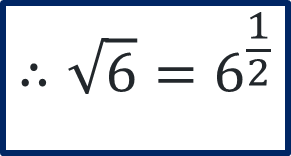 ∴ √6 = 6^{1/2}